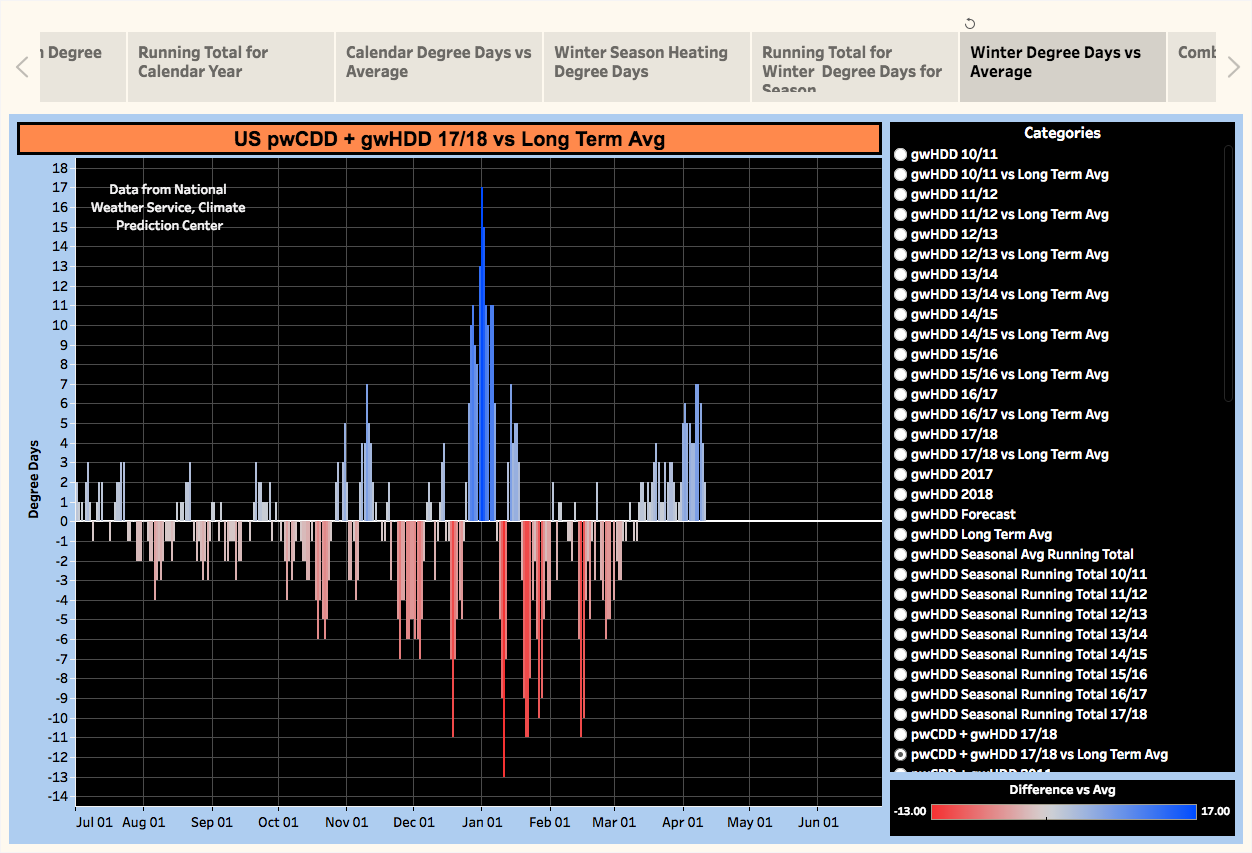 n Degree
Running Total for
Calendar Year
Calendar Degree Days vs
Average
Winter Season Heating
Degree Days
Running Total for
Winter Degree Days for
Season
Winter Degree Days vs
Average
Comb
US pwCDD + gwHDD 17/18 vs Long Term Avg
Data from National
Weather Service, Climate
Prediction Center
Degree Days
18
17
16
15
14
13
12
11
10
9
8
7
6
5
4
3
2
1
0
-1
-2
-3
-4
-5
-6
-7
-8
-9
-10
-11
-12
-13
-14
Jul 01 Aug 01 Sep 01 Oct 01 Nov 01 Dec 01 Jan 01 Feb 01 Mar 01 Apr 01 May 01 Jun 01
Categories
gwHDD 10/11
gwHDD 10/11 vs Long Term Avg
gwHDD 11/12
gwHDD 11/12 vs Long Term Avg
gwHDD 12/13
gwHDD 12/13 vs Long Term Avg
gwHDD 13/14
gwHDD 13/14 vs Long Term Avg
gwHDD 14/15
gwHDD 14/15 vs Long Term Avg
gwHDD 15/16
gwHDD 15/16 vs Long Term Avg
gwHDD 16/17
gwHDD 16/17 vs Long Term Avg
gwHDD 17/18
gwHDD 17/18 vs Long Term Avg
gwHDD 2017
gwHDD 2018
gwHDD Forecast
gwHDD Long Term Avg
gwHDD Seasonal Avg Running Total
gwHDD Seasonal Running Total 10/11
gwHDD Seasonal Running Total 11/12
gwHDD Seasonal Running Total 12/13
gwHDD Seasonal Running Total 13/14
gwHDD Seasonal Running Total 14/15
gwHDD Seasonal Running Total 15/16
gwHDD Seasonal Running Total 16/17
gwHDD Seasonal Running Total 17/18
pwCDD + gwHDD 17/18
pwCDD + gwHDD 17/18 vs Long Term Avg
Difference vs Avg
-13.00 17.00